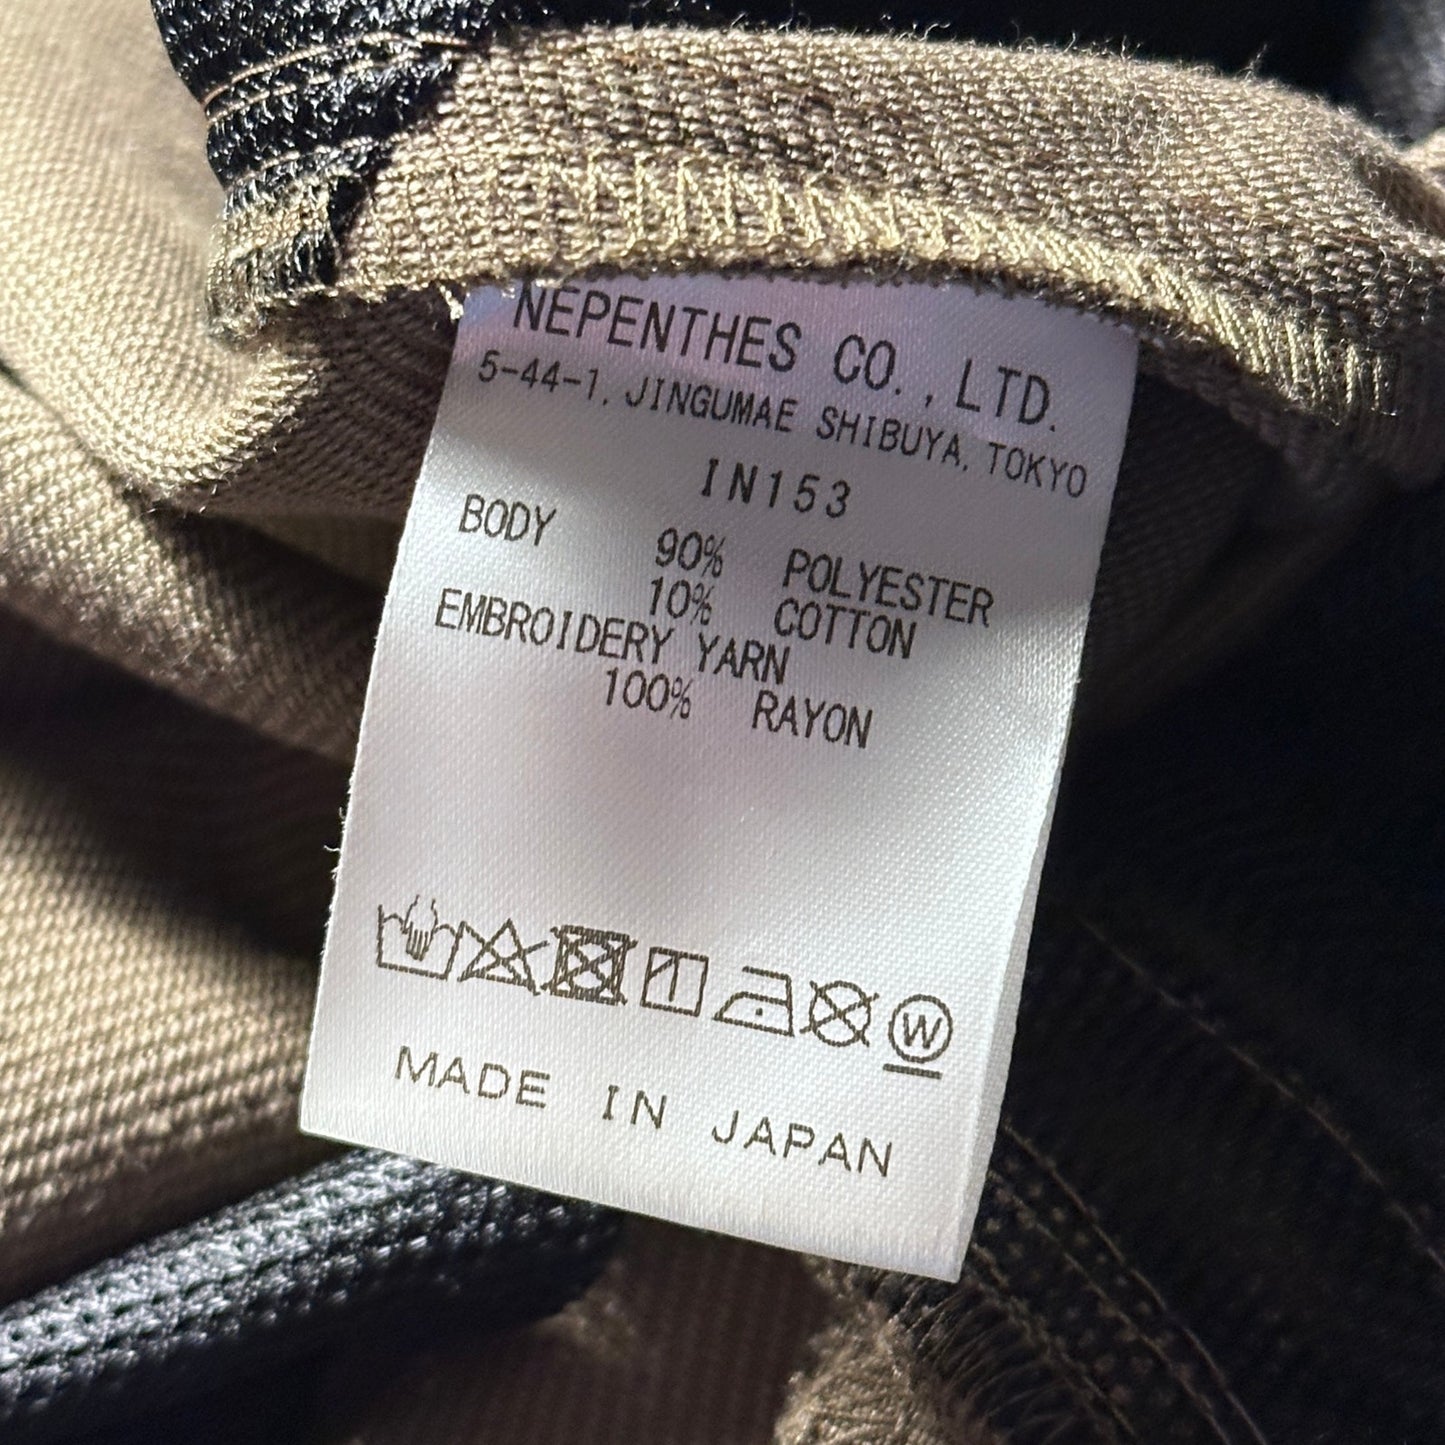 NEPENTHES CO., LTD.
5-44-1, JINGUMAE SHIBUYA, TOKYO
IN153
BODY 90% POLYESTER
10% COTTON
EMBROIDERY YARN
100% RAYON
W
MADE IN JAPAN